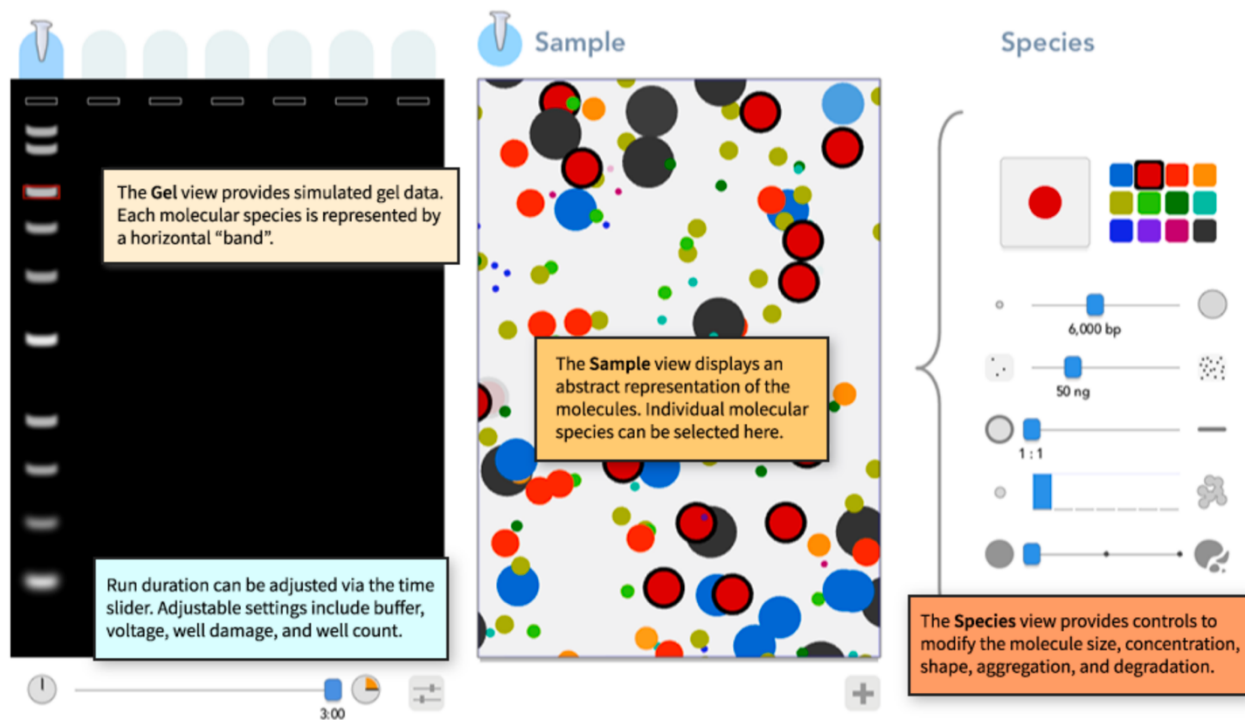 Sample
Species
The Gel view provides simulated gel data.
Each molecular species is represented by
a horizontal “band”.
6,000 bp
50 ng
The Sample view displays an
abstract representation of the
molecules. Individual molecular
species can be selected here.
1 : 1
Run duration can be adjusted via the time
slider. Adjustable settings include buffer,
voltage, well damage, and well count.
The Species view provides controls to
modify the molecule size, concentration,
shape, aggregation, and degradation.
3:00